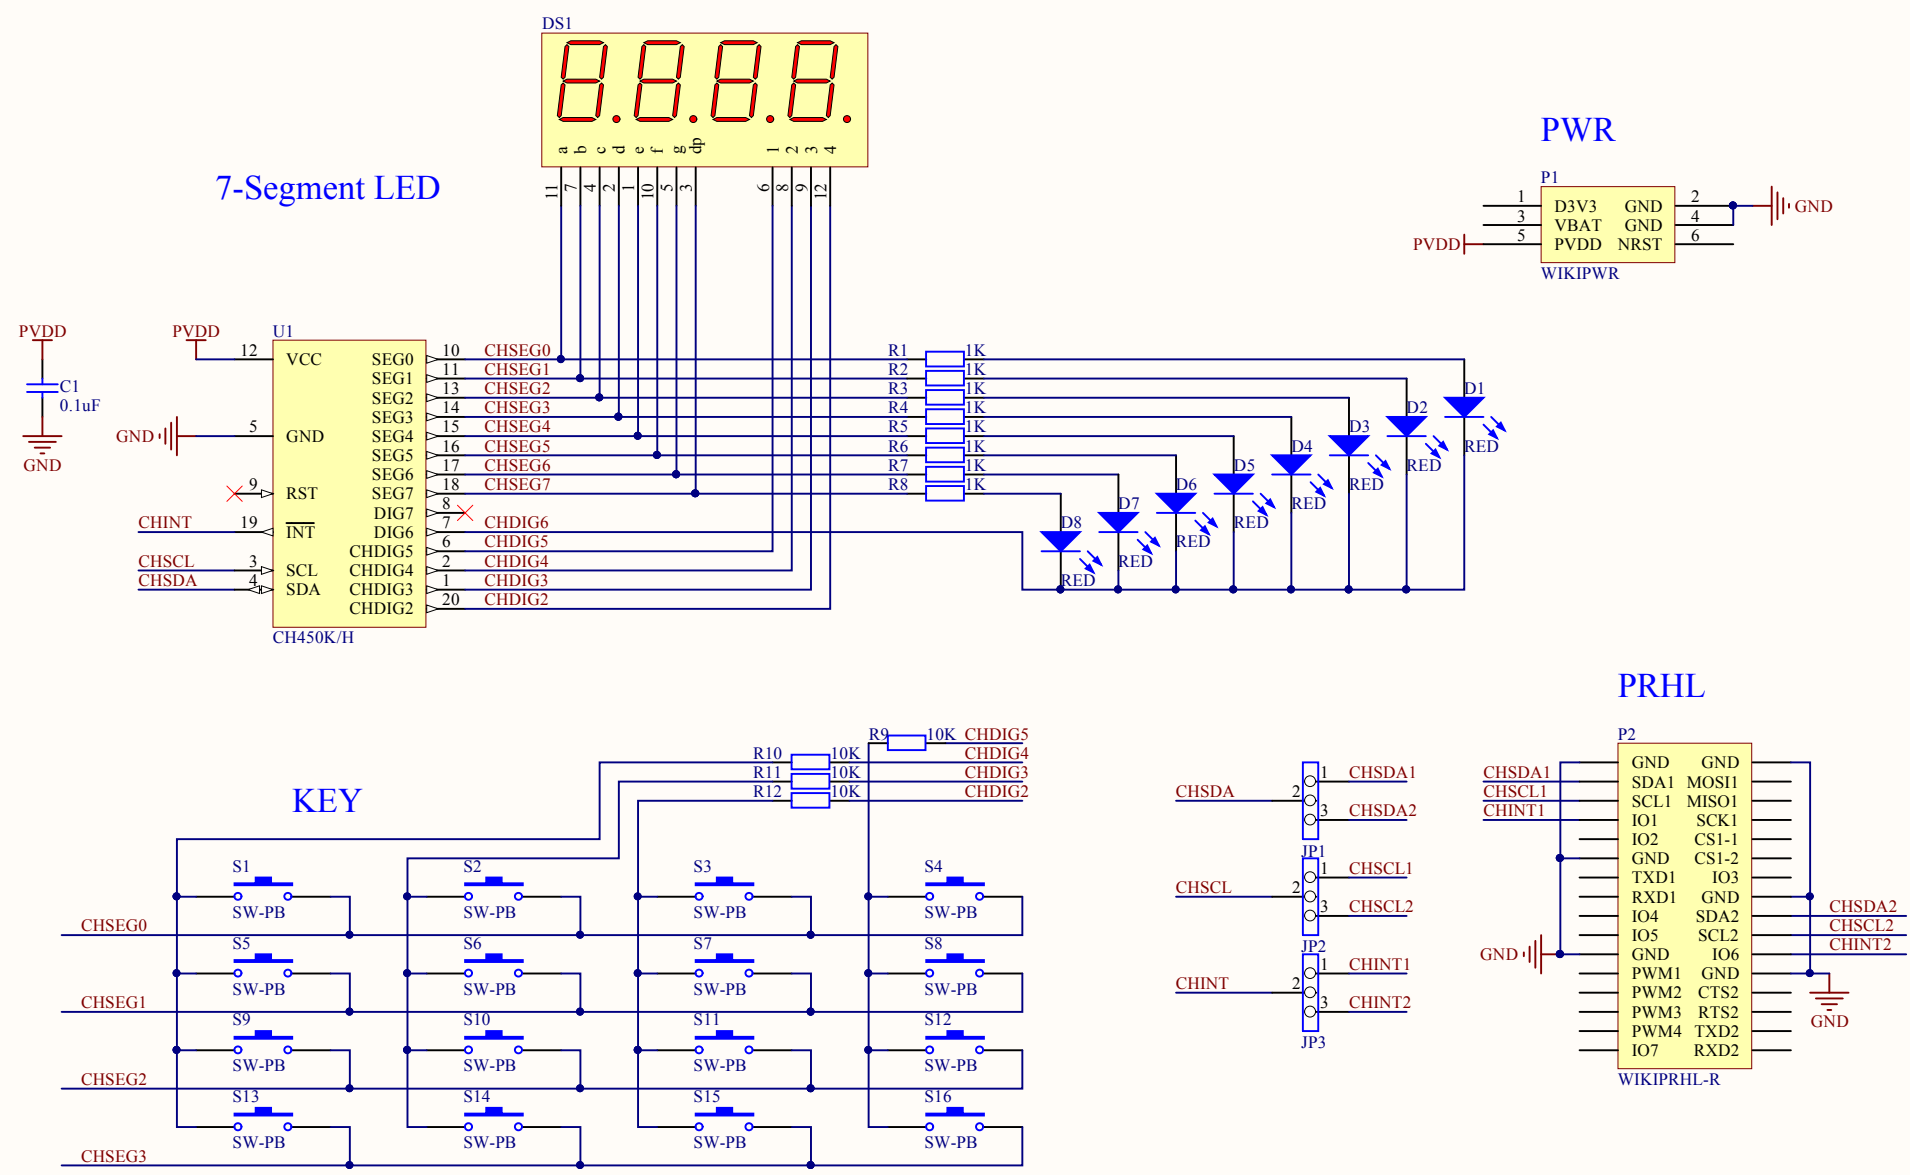 DS1
a b c d e f g dp 1 2 3 4
11 7 4 2 1 10 5 3 6 8 9 12
7-Segment LED
PWR
P1
1 D3V3 GND 2
3 VBAT GND 4
5 PVDD NRST 6
PVDD
GND
WIKIPWR
PVDD
C1
0.1uF
GND
PVDD
GND
CHINT
CHSCL
CHSDA
U1
12 VCC SEG0 10 CHSEG0
SEG1 11 CHSEG1
SEG2 13 CHSEG2
SEG3 14 CHSEG3
5 GND SEG4 15 CHSEG4
SEG5 16 CHSEG5
SEG6 17 CHSEG6
9 RST SEG7 18 CHSEG7
DIG7 8
19 INT DIG6 7 CHDIG6
CHDIG5 6 CHDIG5
3 SCL CHDIG4 2 CHDIG4
4 SDA CHDIG3 1 CHDIG3
CHDIG2 20 CHDIG2
CH450K/H
R1 1K
R2 1K
R3 1K
R4 1K
R5 1K
R6 1K
R7 1K
R8 1K
D1
RED
D2
RED
D3
RED
D4
RED
D5
RED
D6
RED
D7
RED
D8
RED
KEY
R9 10K CHDIG5
R10 10K CHDIG4
R11 10K CHDIG3
R12 10K CHDIG2
S1 S2 S3 S4
SW-PB SW-PB SW-PB SW-PB
CHSEG0
S5 S6 S7 S8
SW-PB SW-PB SW-PB SW-PB
CHSEG1
S9 S10 S11 S12
SW-PB SW-PB SW-PB SW-PB
CHSEG2
S13 S14 S15 S16
SW-PB SW-PB SW-PB SW-PB
CHSEG3
1 CHSDA1
CHSDA 2
3 CHSDA2
JP1
1 CHSCL1
CHSCL 2
3 CHSCL2
JP2
1 CHINT1
CHINT 2
3 CHINT2
JP3
PRHL
P2
GND GND
CHSDA1 SDA1 MOSI1
CHSCL1 SCL1 MISO1
CHINT1 IO1 SCK1
IO2 CS1-1
GND CS1-2
TXD1 IO3
RXD1 GND
IO4 SDA2 CHSDA2
IO5 SCL2 CHSCL2
GND GND IO6 CHINT2
PWM1 GND
PWM2 CTS2
PWM3 RTS2
PWM4 TXD2
IO7 RXD2
GND
WIKIPRHL-R